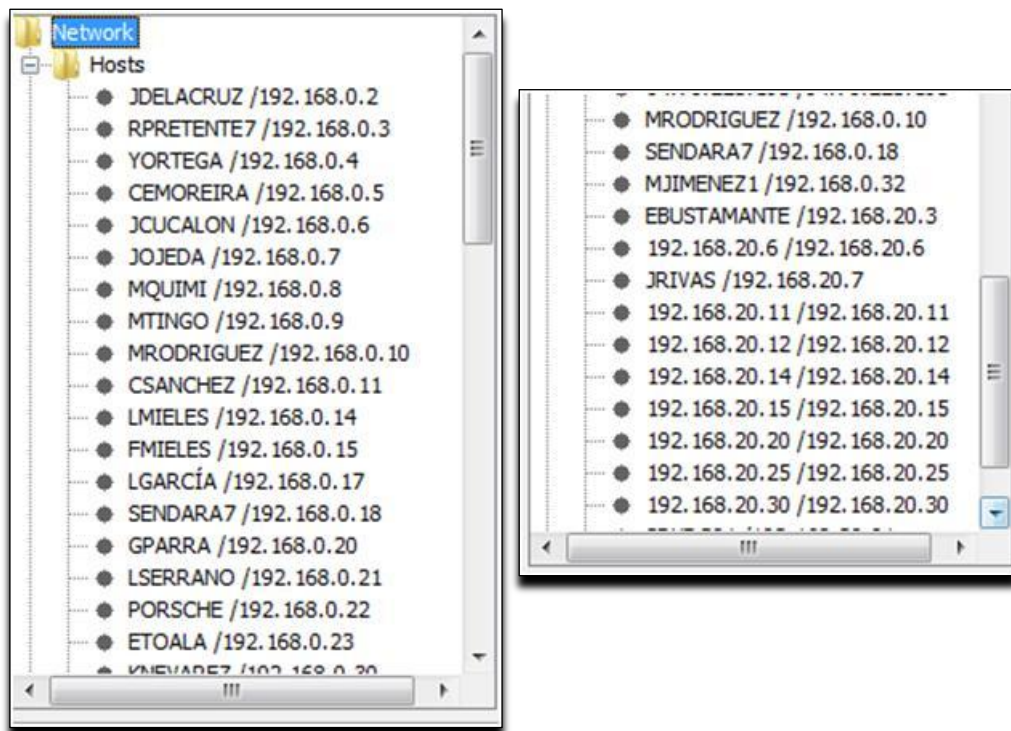 Network
Hosts
JDELACRUZ /192.168.0.2
RPRETENTE7 /192.168.0.3
YORTEGA /192.168.0.4
CEMOREIRA /192.168.0.5
JCUCALON /192.168.0.6
JOJEDA /192.168.0.7
MQUIMI /192.168.0.8
MTINGO /192.168.0.9
MRODRIGUEZ /192.168.0.10
CSANCHEZ /192.168.0.11
LMIELES /192.168.0.14
FMIELES /192.168.0.15
LGARCÍA /192.168.0.17
SENDARA7 /192.168.0.18
GPARRA /192.168.0.20
LSERRANO /192.168.0.21
PORSCHE /192.168.0.22
ETOALA /192.168.0.23
MRODRIGUEZ /192.168.0.10
SENDARA7 /192.168.0.18
MJIMENEZ1 /192.168.0.32
EBUSTAMANTE /192.168.20.3
192.168.20.6 /192.168.20.6
JRIVAS /192.168.20.7
192.168.20.11 /192.168.20.11
192.168.20.12 /192.168.20.12
192.168.20.14 /192.168.20.14
192.168.20.15 /192.168.20.15
192.168.20.20 /192.168.20.20
192.168.20.25 /192.168.20.25
192.168.20.30 /192.168.20.30